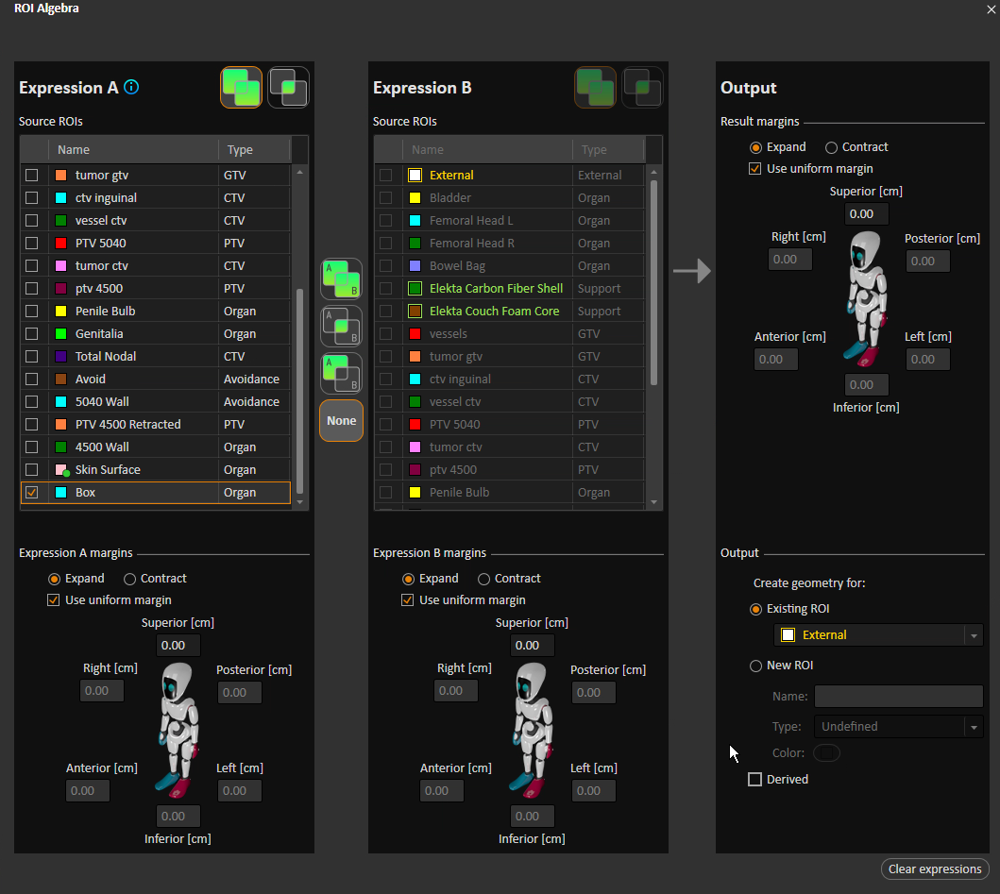 ROI Algebra
Expression A
Source ROIs
Name Type
tumor gtv GTV
ctv inguinal CTV
vessel ctv CTV
PTV 5040 PTV
tumor ctv CTV
ptv 4500 PTV
Penile Bulb Organ
Genitalia Organ
Total Nodal CTV
Avoid Avoidance
5040 Wall Avoidance
PTV 4500 Retracted PTV
4500 Wall Organ
Skin Surface Organ
Box Organ
Expression A margins
Expand Contract
Use uniform margin
Superior [cm]
0.00
Right [cm] Posterior [cm]
0.00 0.00
Anterior [cm] Left [cm]
0.00 0.00
0.00
Inferior [cm]
A
B
A
B
A
B
None
Expression B
Source ROIs
Name Type
External External
Bladder Organ
Femoral Head L Organ
Femoral Head R Organ
Bowel Bag Organ
Elekta Carbon Fiber Shell Support
Elekta Couch Foam Core Support
vessels GTV
tumor gtv GTV
ctv inguinal CTV
vessel ctv CTV
PTV 5040 PTV
tumor ctv CTV
ptv 4500 PTV
Penile Bulb Organ
Expression B margins
Expand Contract
Use uniform margin
Superior [cm]
0.00
Right [cm] Posterior [cm]
0.00 0.00
Anterior [cm] Left [cm]
0.00 0.00
0.00
Inferior [cm]
Output
Result margins
Expand Contract
Use uniform margin
Superior [cm]
0.00
Right [cm] Posterior [cm]
0.00 0.00
Anterior [cm] Left [cm]
0.00 0.00
0.00
Inferior [cm]
Output
Create geometry for:
Existing ROI
External
New ROI
Name:
Type: Undefined
Color:
Derived
Clear expressions